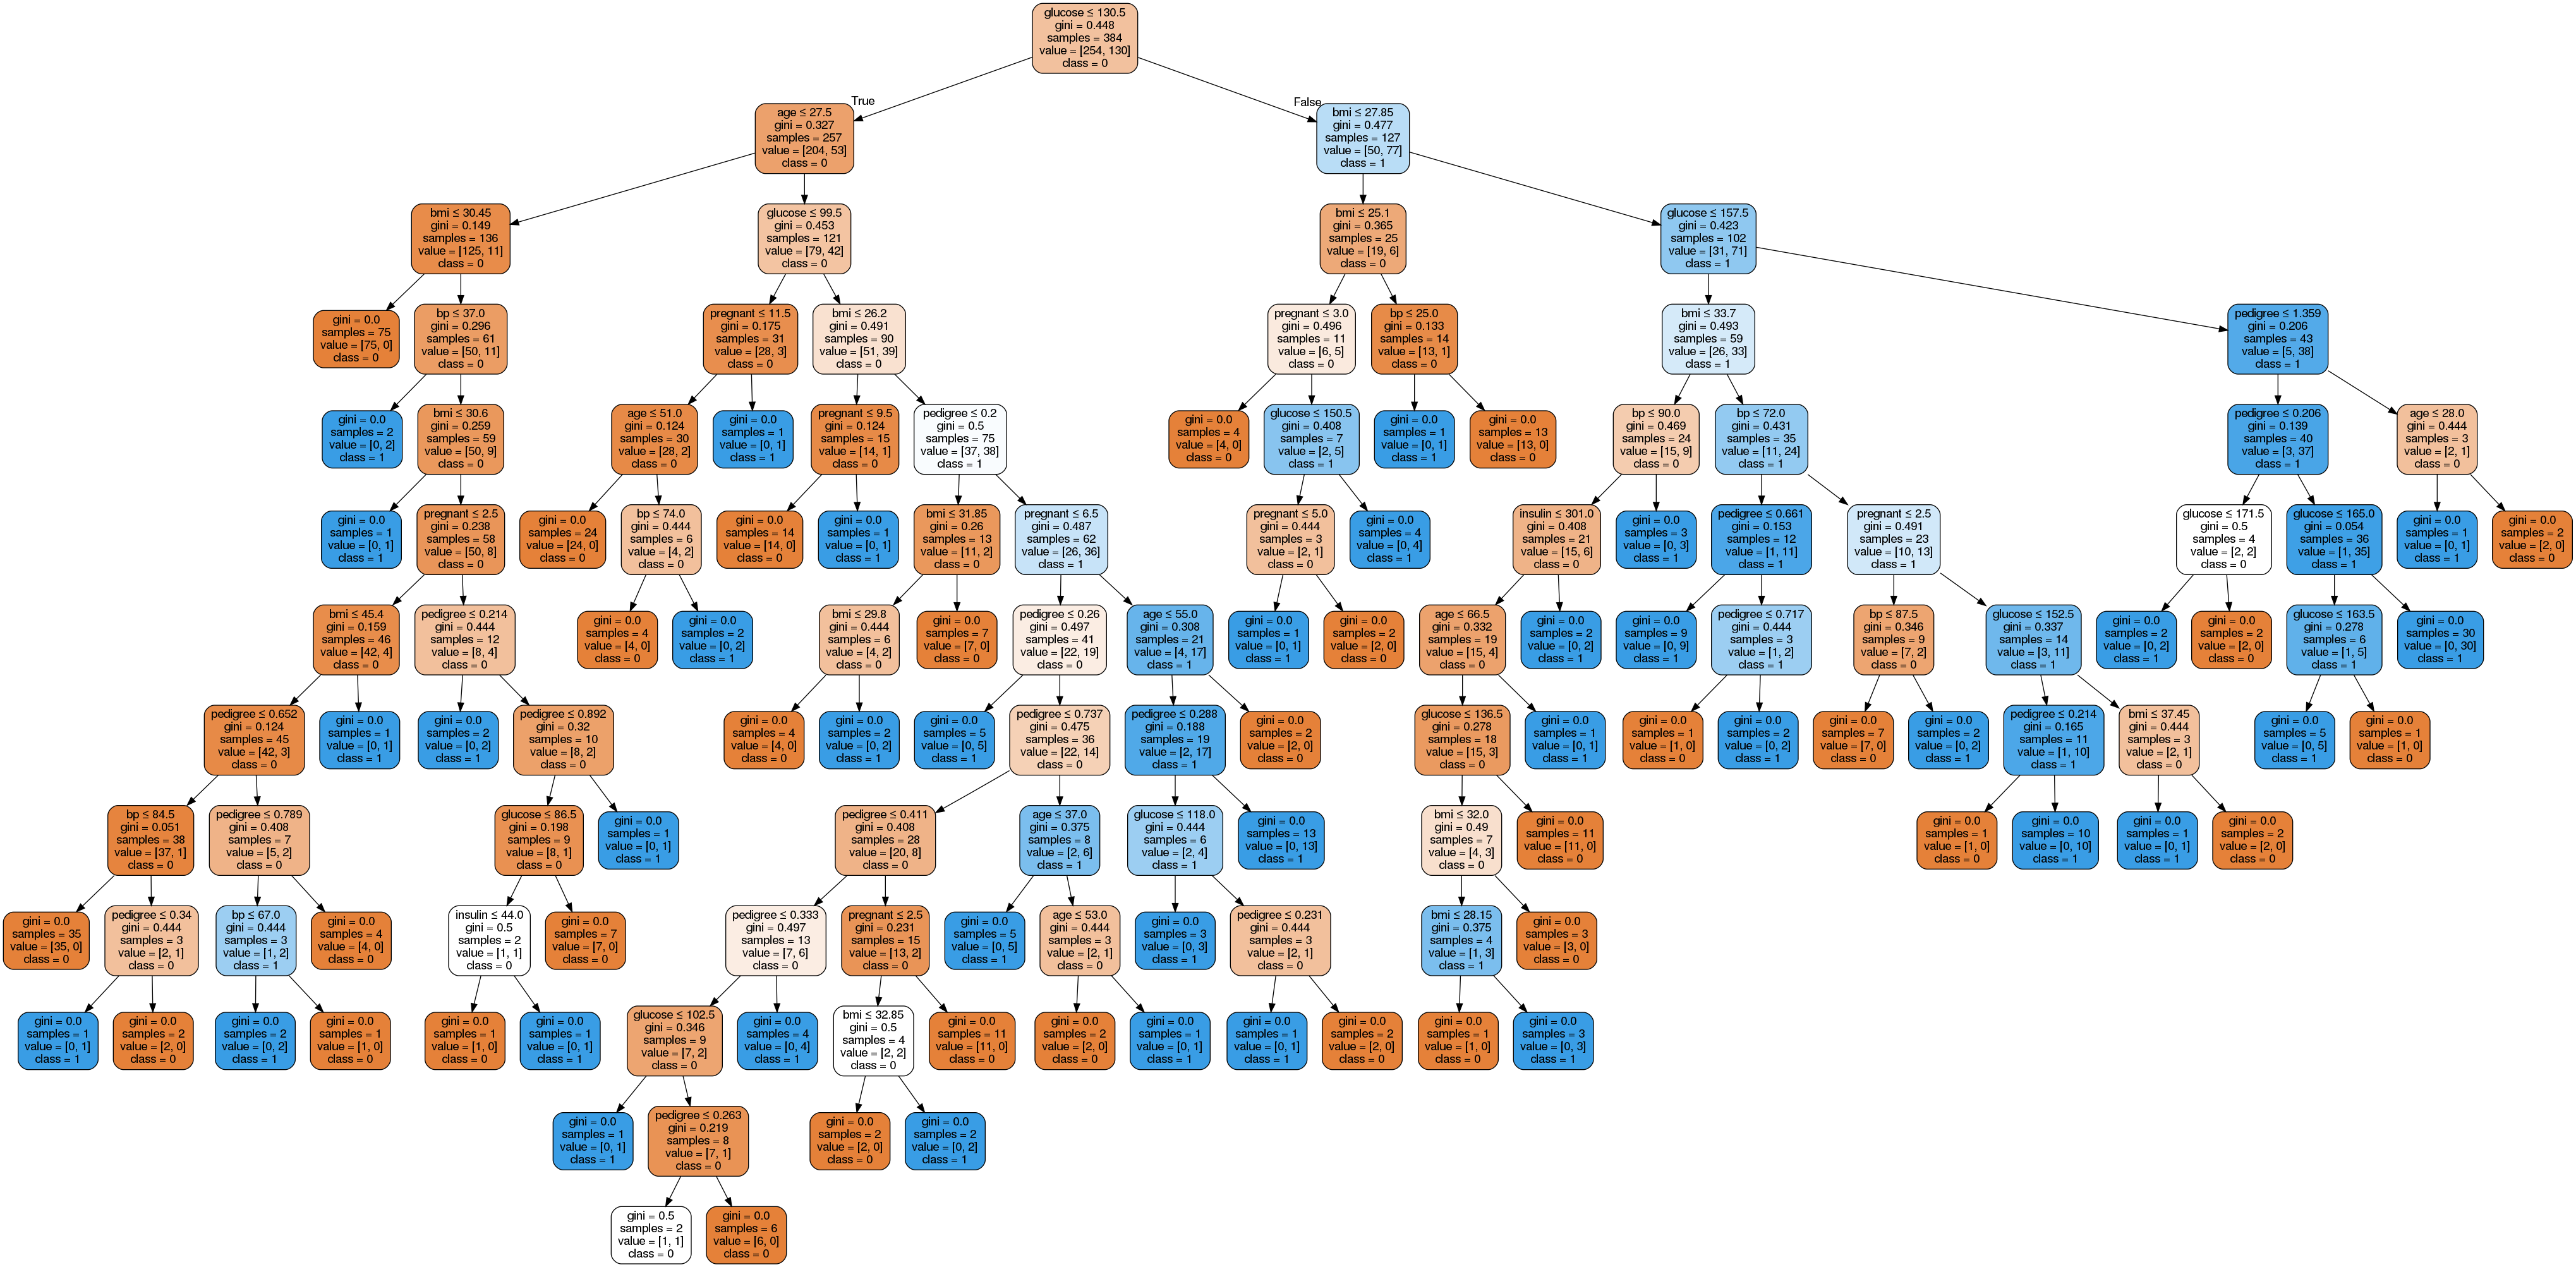 glucose ≤ 130.5
gini = 0.448
samples = 384
value = [254, 130]
class = 0
True
False
age ≤ 27.5
gini = 0.327
samples = 257
value = [204, 53]
class = 0
bmi ≤ 27.85
gini = 0.477
samples = 127
value = [50, 77]
class = 1
bmi ≤ 30.45
gini = 0.149
samples = 136
value = [125, 11]
class = 0
glucose ≤ 99.5
gini = 0.453
samples = 121
value = [79, 42]
class = 0
bmi ≤ 25.1
gini = 0.365
samples = 25
value = [19, 6]
class = 0
glucose ≤ 157.5
gini = 0.423
samples = 102
value = [31, 71]
class = 1
gini = 0.0
samples = 75
value = [75, 0]
class = 0
bp ≤ 37.0
gini = 0.296
samples = 61
value = [50, 11]
class = 0
pregnant ≤ 11.5
gini = 0.175
samples = 31
value = [28, 3]
class = 0
bmi ≤ 26.2
gini = 0.491
samples = 90
value = [51, 39]
class = 0
pregnant ≤ 3.0
gini = 0.496
samples = 11
value = [6, 5]
class = 0
bp ≤ 25.0
gini = 0.133
samples = 14
value = [13, 1]
class = 0
bmi ≤ 33.7
gini = 0.493
samples = 59
value = [26, 33]
class = 1
pedigree ≤ 1.359
gini = 0.206
samples = 43
value = [5, 38]
class = 1
gini = 0.0
samples = 2
value = [0, 2]
class = 1
bmi ≤ 30.6
gini = 0.259
samples = 59
value = [50, 9]
class = 0
age ≤ 51.0
gini = 0.124
samples = 30
value = [28, 2]
class = 0
gini = 0.0
samples = 1
value = [0, 1]
class = 1
pregnant ≤ 9.5
gini = 0.124
samples = 15
value = [14, 1]
class = 0
pedigree ≤ 0.2
gini = 0.5
samples = 75
value = [37, 38]
class = 1
gini = 0.0
samples = 4
value = [4, 0]
class = 0
glucose ≤ 150.5
gini = 0.408
samples = 7
value = [2, 5]
class = 1
gini = 0.0
samples = 1
value = [0, 1]
class = 1
gini = 0.0
samples = 13
value = [13, 0]
class = 0
bp ≤ 90.0
gini = 0.469
samples = 24
value = [15, 9]
class = 0
bp ≤ 72.0
gini = 0.431
samples = 35
value = [11, 24]
class = 1
pedigree ≤ 0.206
gini = 0.139
samples = 40
value = [3, 37]
class = 1
age ≤ 28.0
gini = 0.444
samples = 3
value = [2, 1]
class = 0
gini = 0.0
samples = 1
value = [0, 1]
class = 1
pregnant ≤ 2.5
gini = 0.238
samples = 58
value = [50, 8]
class = 0
gini = 0.0
samples = 24
value = [24, 0]
class = 0
bp ≤ 74.0
gini = 0.444
samples = 6
value = [4, 2]
class = 0
gini = 0.0
samples = 14
value = [14, 0]
class = 0
gini = 0.0
samples = 1
value = [0, 1]
class = 1
bmi ≤ 31.85
gini = 0.26
samples = 13
value = [11, 2]
class = 0
pregnant ≤ 6.5
gini = 0.487
samples = 62
value = [26, 36]
class = 1
pregnant ≤ 5.0
gini = 0.444
samples = 3
value = [2, 1]
class = 0
gini = 0.0
samples = 4
value = [0, 4]
class = 1
insulin ≤ 301.0
gini = 0.408
samples = 21
value = [15, 6]
class = 0
gini = 0.0
samples = 3
value = [0, 3]
class = 1
pedigree ≤ 0.661
gini = 0.153
samples = 12
value = [1, 11]
class = 1
pregnant ≤ 2.5
gini = 0.491
samples = 23
value = [10, 13]
class = 1
glucose ≤ 171.5
gini = 0.5
samples = 4
value = [2, 2]
class = 0
glucose ≤ 165.0
gini = 0.054
samples = 36
value = [1, 35]
class = 1
gini = 0.0
samples = 1
value = [0, 1]
class = 1
gini = 0.0
samples = 2
value = [2, 0]
class = 0
bmi ≤ 45.4
gini = 0.159
samples = 46
value = [42, 4]
class = 0
pedigree ≤ 0.214
gini = 0.444
samples = 12
value = [8, 4]
class = 0
gini = 0.0
samples = 4
value = [4, 0]
class = 0
gini = 0.0
samples = 2
value = [0, 2]
class = 1
bmi ≤ 29.8
gini = 0.444
samples = 6
value = [4, 2]
class = 0
gini = 0.0
samples = 7
value = [7, 0]
class = 0
pedigree ≤ 0.26
gini = 0.497
samples = 41
value = [22, 19]
class = 0
age ≤ 55.0
gini = 0.308
samples = 21
value = [4, 17]
class = 1
gini = 0.0
samples = 1
value = [0, 1]
class = 1
gini = 0.0
samples = 2
value = [2, 0]
class = 0
age ≤ 66.5
gini = 0.332
samples = 19
value = [15, 4]
class = 0
gini = 0.0
samples = 2
value = [0, 2]
class = 1
gini = 0.0
samples = 9
value = [0, 9]
class = 1
pedigree ≤ 0.717
gini = 0.444
samples = 3
value = [1, 2]
class = 1
bp ≤ 87.5
gini = 0.346
samples = 9
value = [7, 2]
class = 0
glucose ≤ 152.5
gini = 0.337
samples = 14
value = [3, 11]
class = 1
gini = 0.0
samples = 2
value = [0, 2]
class = 1
gini = 0.0
samples = 2
value = [2, 0]
class = 0
glucose ≤ 163.5
gini = 0.278
samples = 6
value = [1, 5]
class = 1
gini = 0.0
samples = 30
value = [0, 30]
class = 1
pedigree ≤ 0.652
gini = 0.124
samples = 45
value = [42, 3]
class = 0
gini = 0.0
samples = 1
value = [0, 1]
class = 1
gini = 0.0
samples = 2
value = [0, 2]
class = 1
pedigree ≤ 0.892
gini = 0.32
samples = 10
value = [8, 2]
class = 0
gini = 0.0
samples = 4
value = [4, 0]
class = 0
gini = 0.0
samples = 2
value = [0, 2]
class = 1
gini = 0.0
samples = 5
value = [0, 5]
class = 1
pedigree ≤ 0.737
gini = 0.475
samples = 36
value = [22, 14]
class = 0
pedigree ≤ 0.288
gini = 0.188
samples = 19
value = [2, 17]
class = 1
gini = 0.0
samples = 2
value = [2, 0]
class = 0
glucose ≤ 136.5
gini = 0.278
samples = 18
value = [15, 3]
class = 0
gini = 0.0
samples = 1
value = [0, 1]
class = 1
gini = 0.0
samples = 1
value = [1, 0]
class = 0
gini = 0.0
samples = 2
value = [0, 2]
class = 1
gini = 0.0
samples = 7
value = [7, 0]
class = 0
gini = 0.0
samples = 2
value = [0, 2]
class = 1
pedigree ≤ 0.214
gini = 0.165
samples = 11
value = [1, 10]
class = 1
bmi ≤ 37.45
gini = 0.444
samples = 3
value = [2, 1]
class = 0
gini = 0.0
samples = 5
value = [0, 5]
class = 1
gini = 0.0
samples = 1
value = [1, 0]
class = 0
bp ≤ 84.5
gini = 0.051
samples = 38
value = [37, 1]
class = 0
pedigree ≤ 0.789
gini = 0.408
samples = 7
value = [5, 2]
class = 0
glucose ≤ 86.5
gini = 0.198
samples = 9
value = [8, 1]
class = 0
gini = 0.0
samples = 1
value = [0, 1]
class = 1
pedigree ≤ 0.411
gini = 0.408
samples = 28
value = [20, 8]
class = 0
age ≤ 37.0
gini = 0.375
samples = 8
value = [2, 6]
class = 1
glucose ≤ 118.0
gini = 0.444
samples = 6
value = [2, 4]
class = 1
gini = 0.0
samples = 13
value = [0, 13]
class = 1
bmi ≤ 32.0
gini = 0.49
samples = 7
value = [4, 3]
class = 0
gini = 0.0
samples = 11
value = [11, 0]
class = 0
gini = 0.0
samples = 1
value = [1, 0]
class = 0
gini = 0.0
samples = 10
value = [0, 10]
class = 1
gini = 0.0
samples = 1
value = [0, 1]
class = 1
gini = 0.0
samples = 2
value = [2, 0]
class = 0
gini = 0.0
samples = 35
value = [35, 0]
class = 0
pedigree ≤ 0.34
gini = 0.444
samples = 3
value = [2, 1]
class = 0
bp ≤ 67.0
gini = 0.444
samples = 3
value = [1, 2]
class = 1
gini = 0.0
samples = 4
value = [4, 0]
class = 0
insulin ≤ 44.0
gini = 0.5
samples = 2
value = [1, 1]
class = 0
gini = 0.0
samples = 7
value = [7, 0]
class = 0
pedigree ≤ 0.333
gini = 0.497
samples = 13
value = [7, 6]
class = 0
pregnant ≤ 2.5
gini = 0.231
samples = 15
value = [13, 2]
class = 0
gini = 0.0
samples = 5
value = [0, 5]
class = 1
age ≤ 53.0
gini = 0.444
samples = 3
value = [2, 1]
class = 0
gini = 0.0
samples = 3
value = [0, 3]
class = 1
pedigree ≤ 0.231
gini = 0.444
samples = 3
value = [2, 1]
class = 0
bmi ≤ 28.15
gini = 0.375
samples = 4
value = [1, 3]
class = 1
gini = 0.0
samples = 3
value = [3, 0]
class = 0
gini = 0.0
samples = 1
value = [0, 1]
class = 1
gini = 0.0
samples = 2
value = [2, 0]
class = 0
gini = 0.0
samples = 2
value = [0, 2]
class = 1
gini = 0.0
samples = 1
value = [1, 0]
class = 0
gini = 0.0
samples = 1
value = [1, 0]
class = 0
gini = 0.0
samples = 1
value = [0, 1]
class = 1
glucose ≤ 102.5
gini = 0.346
samples = 9
value = [7, 2]
class = 0
gini = 0.0
samples = 4
value = [0, 4]
class = 1
bmi ≤ 32.85
gini = 0.5
samples = 4
value = [2, 2]
class = 0
gini = 0.0
samples = 11
value = [11, 0]
class = 0
gini = 0.0
samples = 2
value = [2, 0]
class = 0
gini = 0.0
samples = 1
value = [0, 1]
class = 1
gini = 0.0
samples = 1
value = [0, 1]
class = 1
gini = 0.0
samples = 2
value = [2, 0]
class = 0
gini = 0.0
samples = 1
value = [1, 0]
class = 0
gini = 0.0
samples = 3
value = [0, 3]
class = 1
gini = 0.0
samples = 1
value = [0, 1]
class = 1
pedigree ≤ 0.263
gini = 0.219
samples = 8
value = [7, 1]
class = 0
gini = 0.0
samples = 2
value = [2, 0]
class = 0
gini = 0.0
samples = 2
value = [0, 2]
class = 1
gini = 0.5
samples = 2
value = [1, 1]
class = 0
gini = 0.0
samples = 6
value = [6, 0]
class = 0